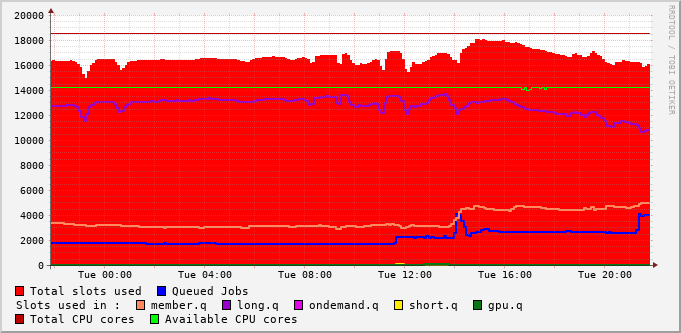 RRDTOOL / TOBI OETIKER
20000
18000
16000
14000
12000
10000
8000
6000
4000
2000
0
Tue 00:00 Tue 04:00 Tue 08:00 Tue 12:00 Tue 16:00 Tue 20:00
Total slots used Queued Jobs
Slots used in : member.q long.q ondemand.q short.q gpu.q
Total CPU cores Available CPU cores